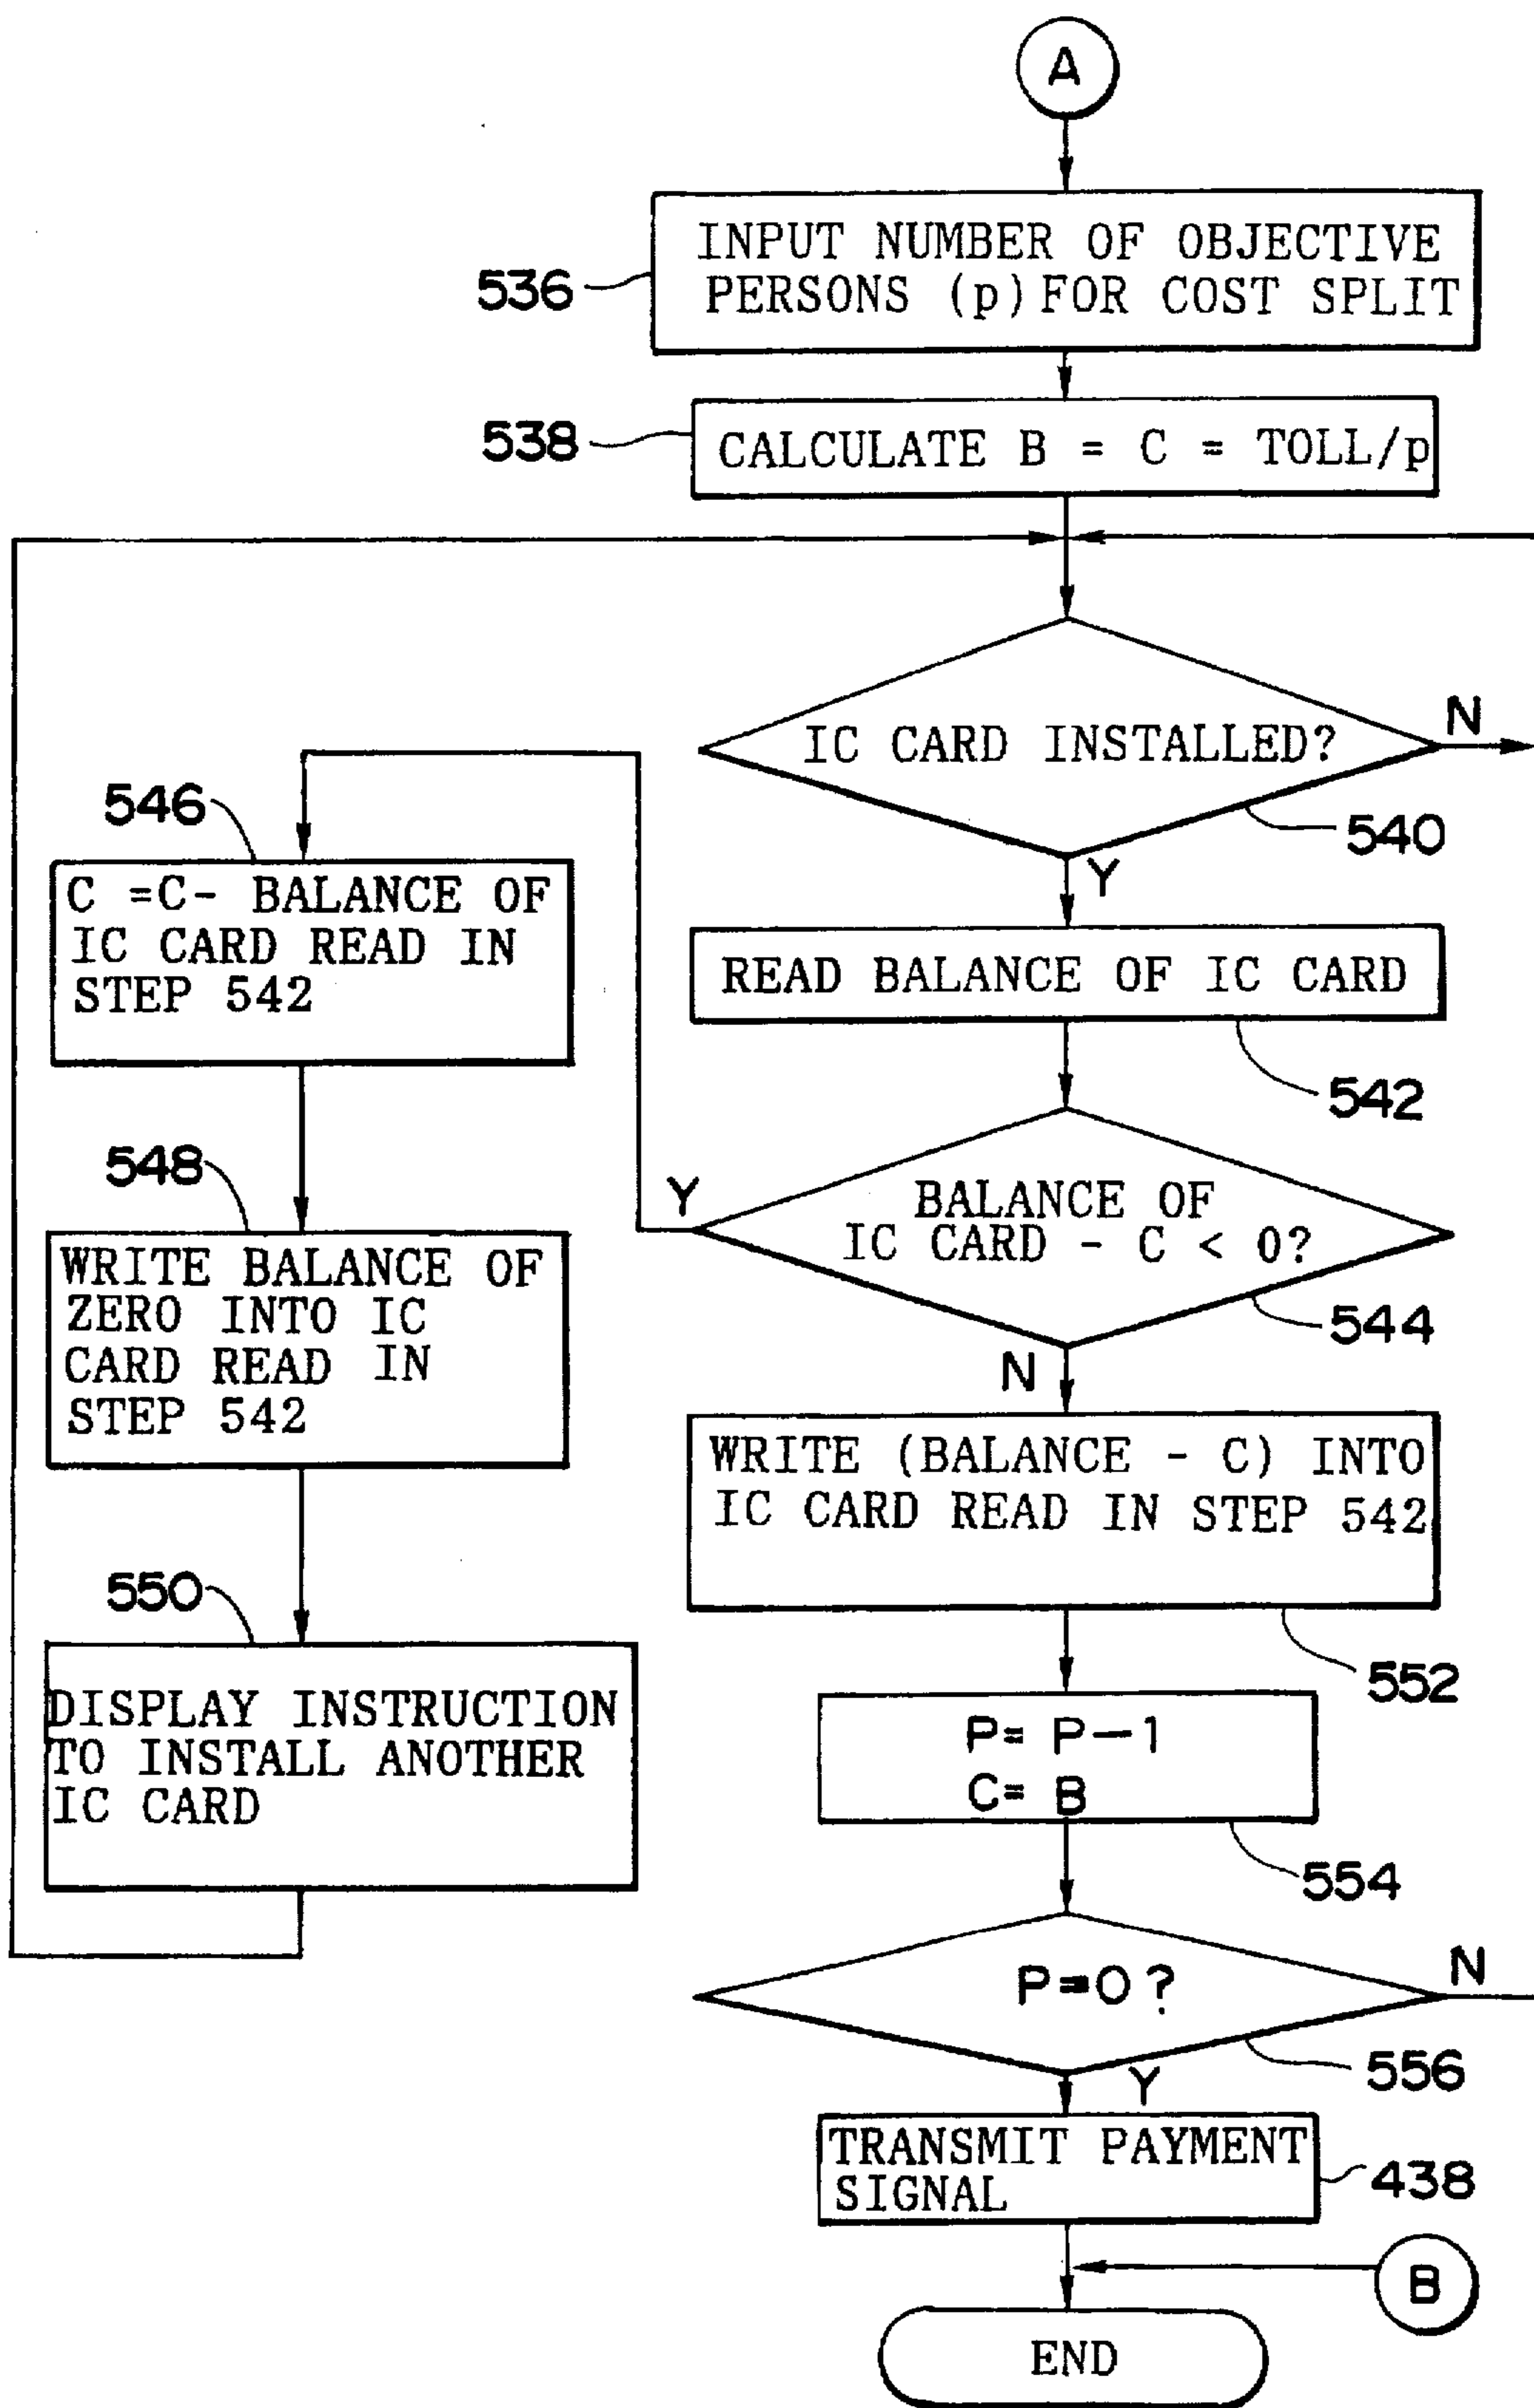 A
INPUT NUMBER OF OBJECTIVE
PERSONS (p) FOR COST SPLIT
536
CALCULATE B = C = TOLL/p
538
IC CARD INSTALLED?
N
540
Y
546
C =C- BALANCE OF
IC CARD READ IN
STEP 542
READ BALANCE OF IC CARD
542
548
WRITE BALANCE OF
ZERO INTO IC
CARD READ IN
STEP 542
Y
BALANCE OF
IC CARD - C < 0?
544
N
WRITE (BALANCE - C) INTO
IC CARD READ IN STEP 542
552
550
DISPLAY INSTRUCTION
TO INSTALL ANOTHER
IC CARD
P= P-1
C= B
554
P=0?
N
556
Y
TRANSMIT PAYMENT
SIGNAL
438
B
END